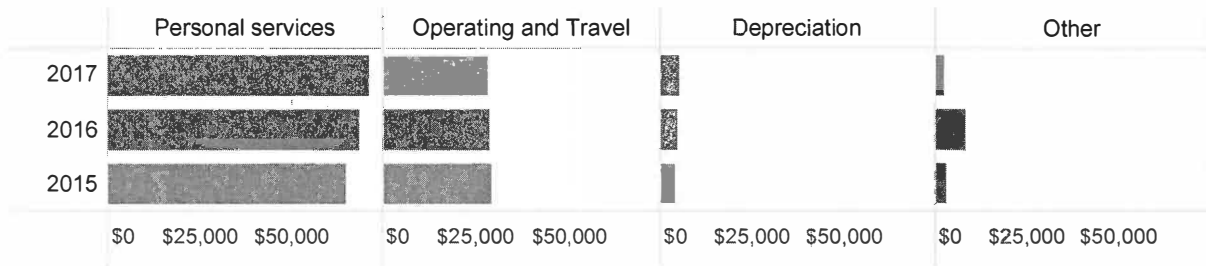 Personal services Operating and Travel Depreciation Other
2017
2016
2015
$0 $25,000 $50,000 $0 $25,000 $50,000 $0 $25,000 $50,000 $0 $25,000 $50,000